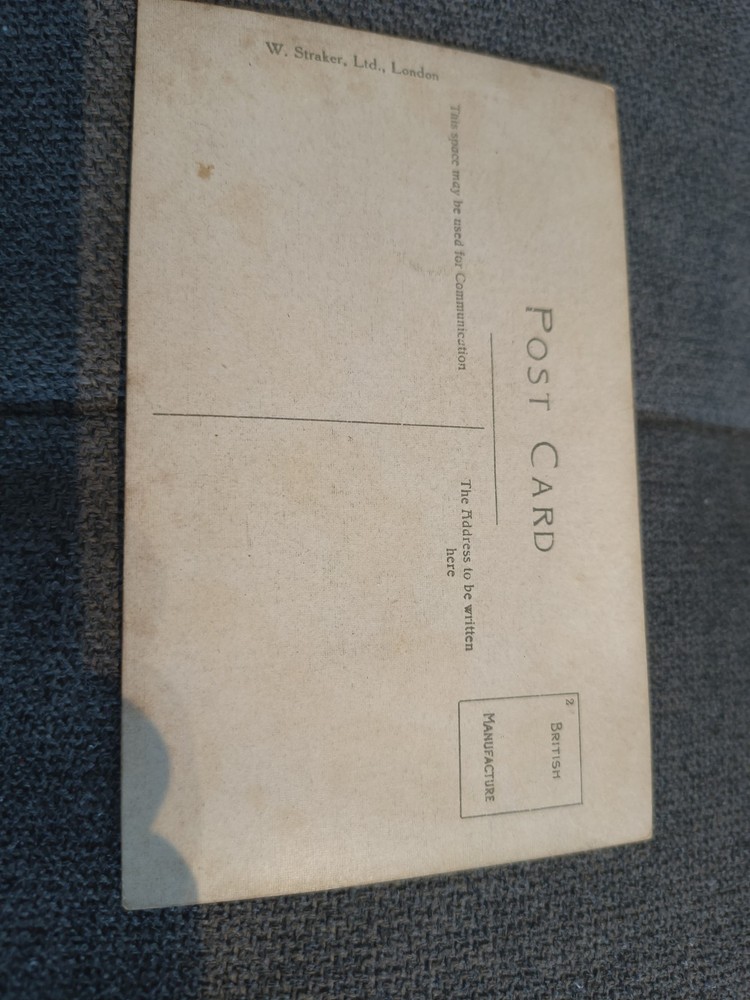 POST CARD
This space may be used for Communication
The Address to be written
here
BRITISH
MANUFACTURE
W. Straker, Ltd., London